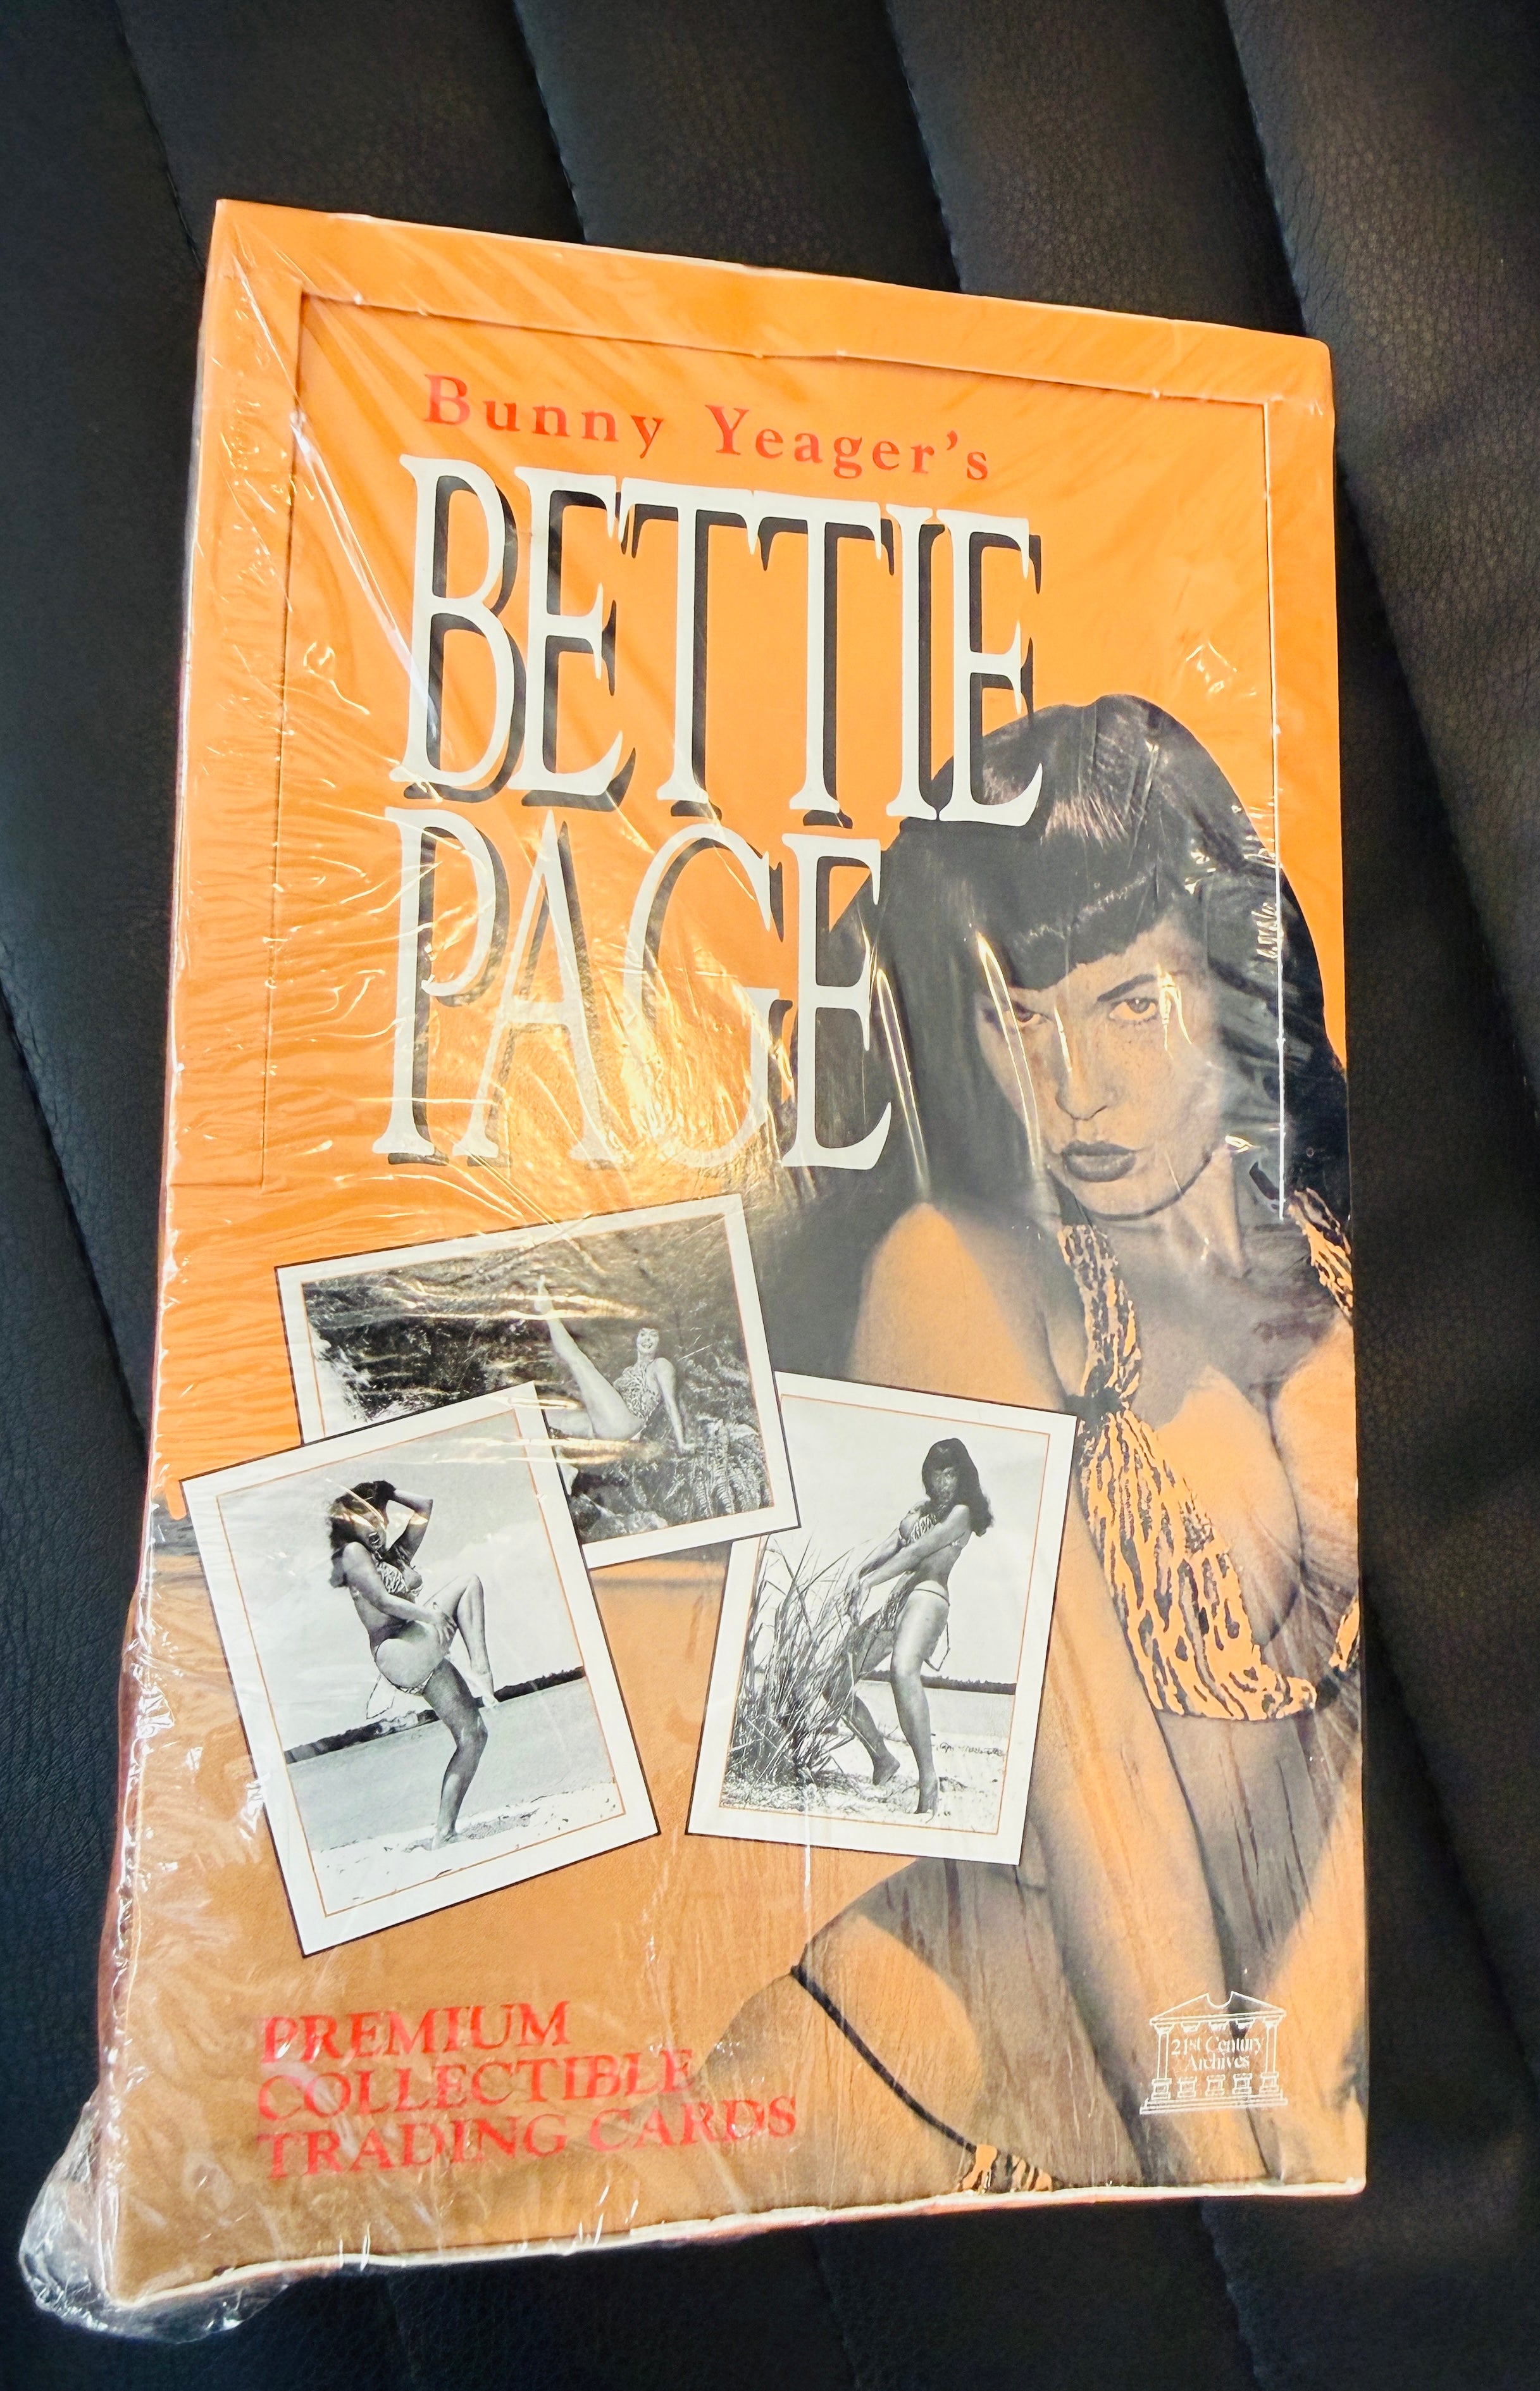 Bunny Yeager's
BETTIE
PAGE
PREMIUM
COLLECTIBLE
TRADING CARDS
21st Century
Archives